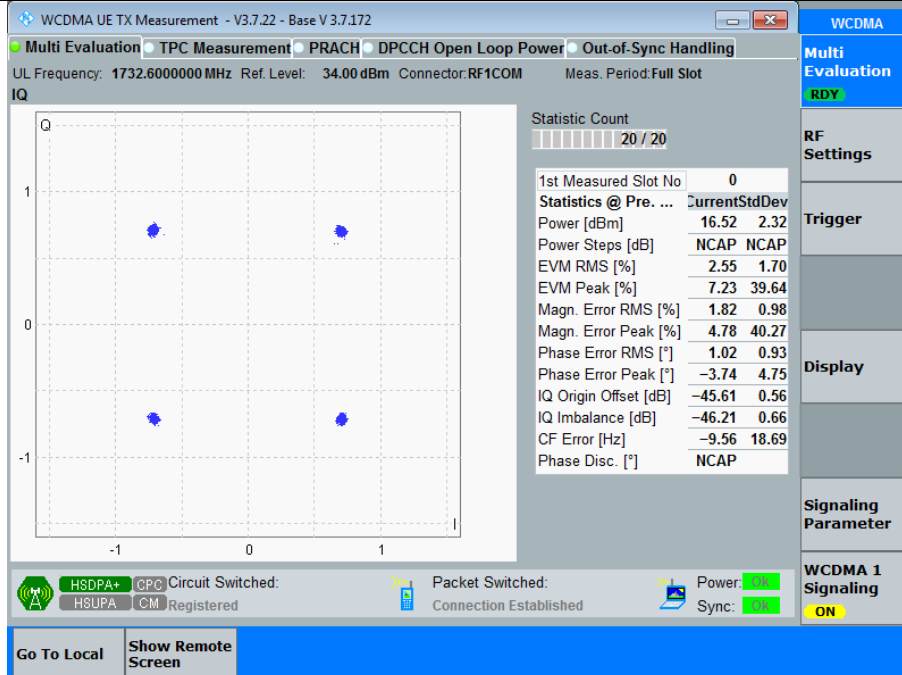 WCDMA UE TX Measurement - V3.7.22 - Base V 3.7.172
WCDMA
Multi Evaluation TPC Measurement PRACH DPCCH Open Loop Power Out-of-Sync Handling
UL Frequency: 1732.6000000 MHz Ref. Level: 34.00 dBm Connector: RF1COM Meas. Period: Full Slot
IQ
Q
1
0
-1
-1 0 1
I
Statistic Count
20 / 20
1st Measured Slot No 0
Statistics @ Pre. ... Current StdDev
Power [dBm] 16.52 2.32
Power Steps [dB] NCAP NCAP
EVM RMS [%] 2.55 1.70
EVM Peak [%] 7.23 39.64
Magn. Error RMS [%] 1.82 0.98
Magn. Error Peak [%] 4.78 40.27
Phase Error RMS [°] 1.02 0.93
Phase Error Peak [°] −3.74 4.75
IQ Origin Offset [dB] −45.61 0.56
IQ Imbalance [dB] −46.21 0.66
CF Error [Hz] −9.56 18.69
Phase Disc. [°] NCAP
HSDPA+ CPC Circuit Switched: Packet Switched: Power: Ok
HSUPA CM Registered Connection Established Sync: Ok
Multi
Evaluation
RDY
RF
Settings
Trigger
Display
Signaling
Parameter
WCDMA 1
Signaling
ON
Go To Local
Show Remote
Screen